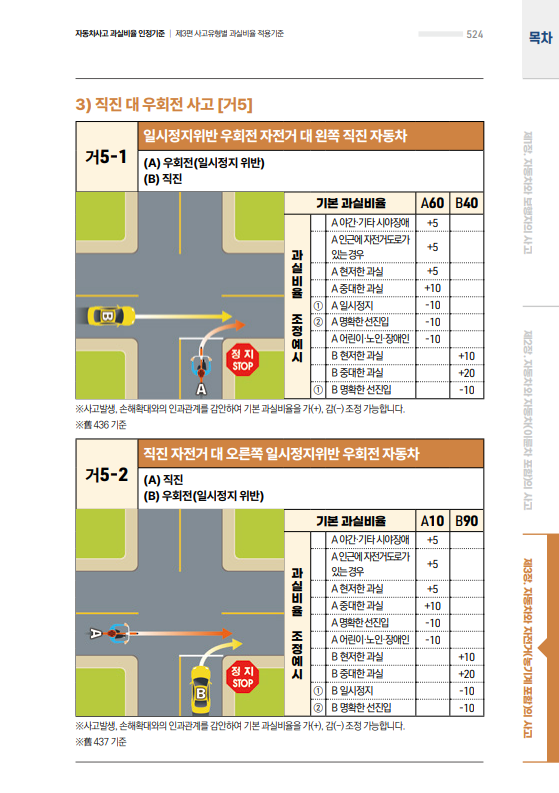 자동차사고 과실비율 인정기준 | 제3편 사고유형별 과실비율 적용기준
524
목차
3) 직진 대 우회전 사고 [거5]
거5-1
일시정지위반 우회전 자전거 대 왼쪽 직진 자동차
(A) 우회전(일시정지 위반)
(B) 직진
B
정 지
STOP
A
기본 과실비율 A60 B40
과실비율 조정예시
A 야간·기타 시야장애 +5
A 인근에 자전거도로가
있는 경우 +5
A 현저한 과실 +5
A 중대한 과실 +10
① A 일시정지 -10
② A 명확한 선진입 -10
A 어린이·노인·장애인 -10
B 현저한 과실 +10
B 중대한 과실 +20
① B 명확한 선진입 -10
※사고발생, 손해확대와의 인과관계를 감안하여 기본 과실비율을 가(+), 감(-) 조정 가능합니다.
※舊 436 기준
거5-2
직진 자전거 대 오른쪽 일시정지위반 우회전 자동차
(A) 직진
(B) 우회전(일시정지 위반)
A
정 지
STOP
B
기본 과실비율 A10 B90
과실비율 조정예시
A 야간·기타 시야장애 +5
A 인근에 자전거도로가
있는 경우 +5
A 현저한 과실 +5
A 중대한 과실 +10
A 명확한 선진입 -10
A 어린이·노인·장애인 -10
B 현저한 과실 +10
B 중대한 과실 +20
① B 일시정지 -10
② B 명확한 선진입 -10
※사고발생, 손해확대와의 인과관계를 감안하여 기본 과실비율을 가(+), 감(-) 조정 가능합니다.
※舊 437 기준
제1장. 자동차와 보행자의 사고
제2장. 자동차와 자동차(이륜차 포함)의 사고
제3장. 자동차와 자전거(농기계 포함)의 사고